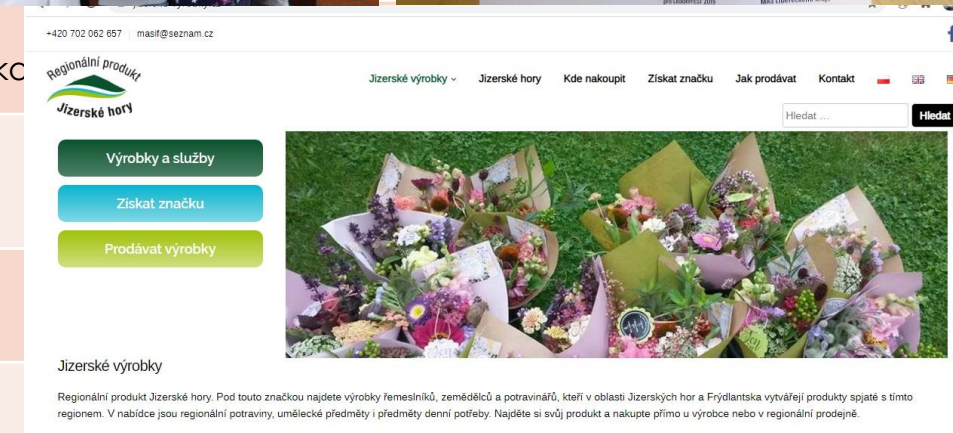 +420 702 062 657 masif@seznam.cz
Regionální produkt
Jizerské hory
Jizerské výrobky Jizerské hory Kde nakoupit Získat značku Jak prodávat Kontakt
Hledat … Hledat
Výrobky a služby
Získat značku
Prodávat výrobky
Jizerské výrobky
Regionální produkt Jizerské hory. Pod touto značkou najdete výrobky řemeslníků, zemědělců a potravinářů, kteří v oblasti Jizerských hor a Frýdlantska vytvářejí produkty spjaté s tímto
regionem. V nabídce jsou regionální potraviny, umělecké předměty i předměty denní potřeby. Najděte si svůj produkt a nakupte přímo u výrobce nebo v regionální prodejně.